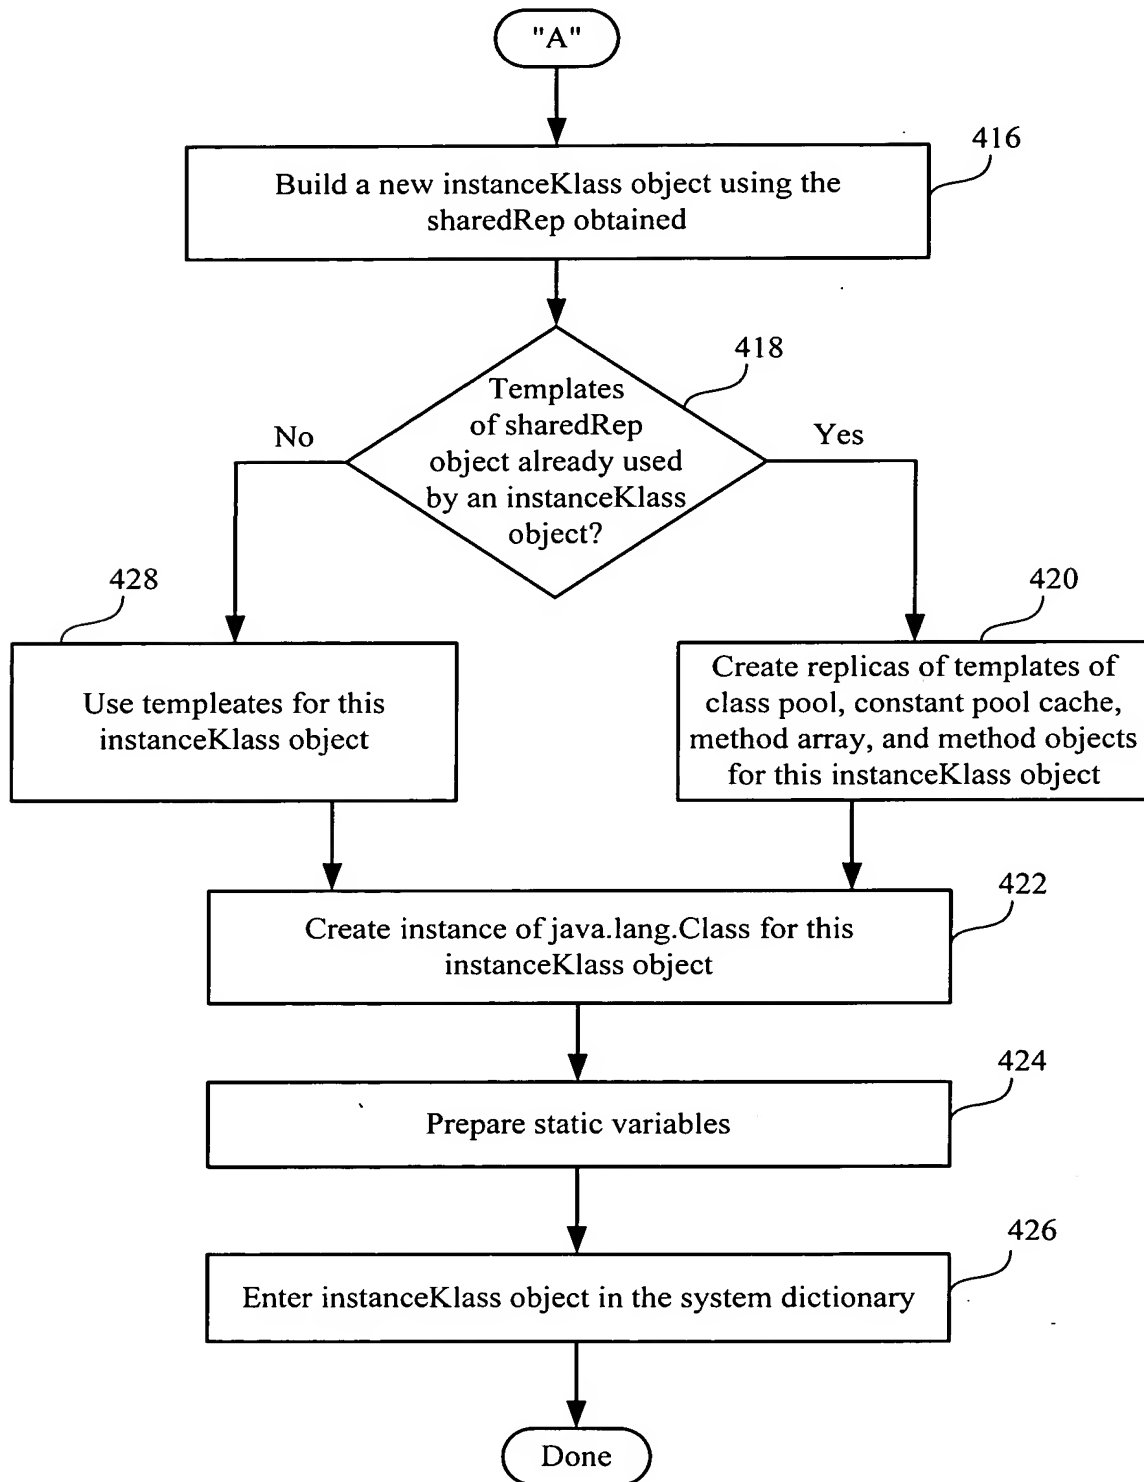 "A"
416
Build a new instanceKlass object using the
sharedRep obtained
418
Templates
of sharedRep
object already used
by an instanceKlass
object?
No
Yes
428
Use templeates for this
instanceKlass object
420
Create replicas of templates of
class pool, constant pool cache,
method array, and method objects
for this instanceKlass object
422
Create instance of java.lang.Class for this
instanceKlass object
424
Prepare static variables
426
Enter instanceKlass object in the system dictionary
Done